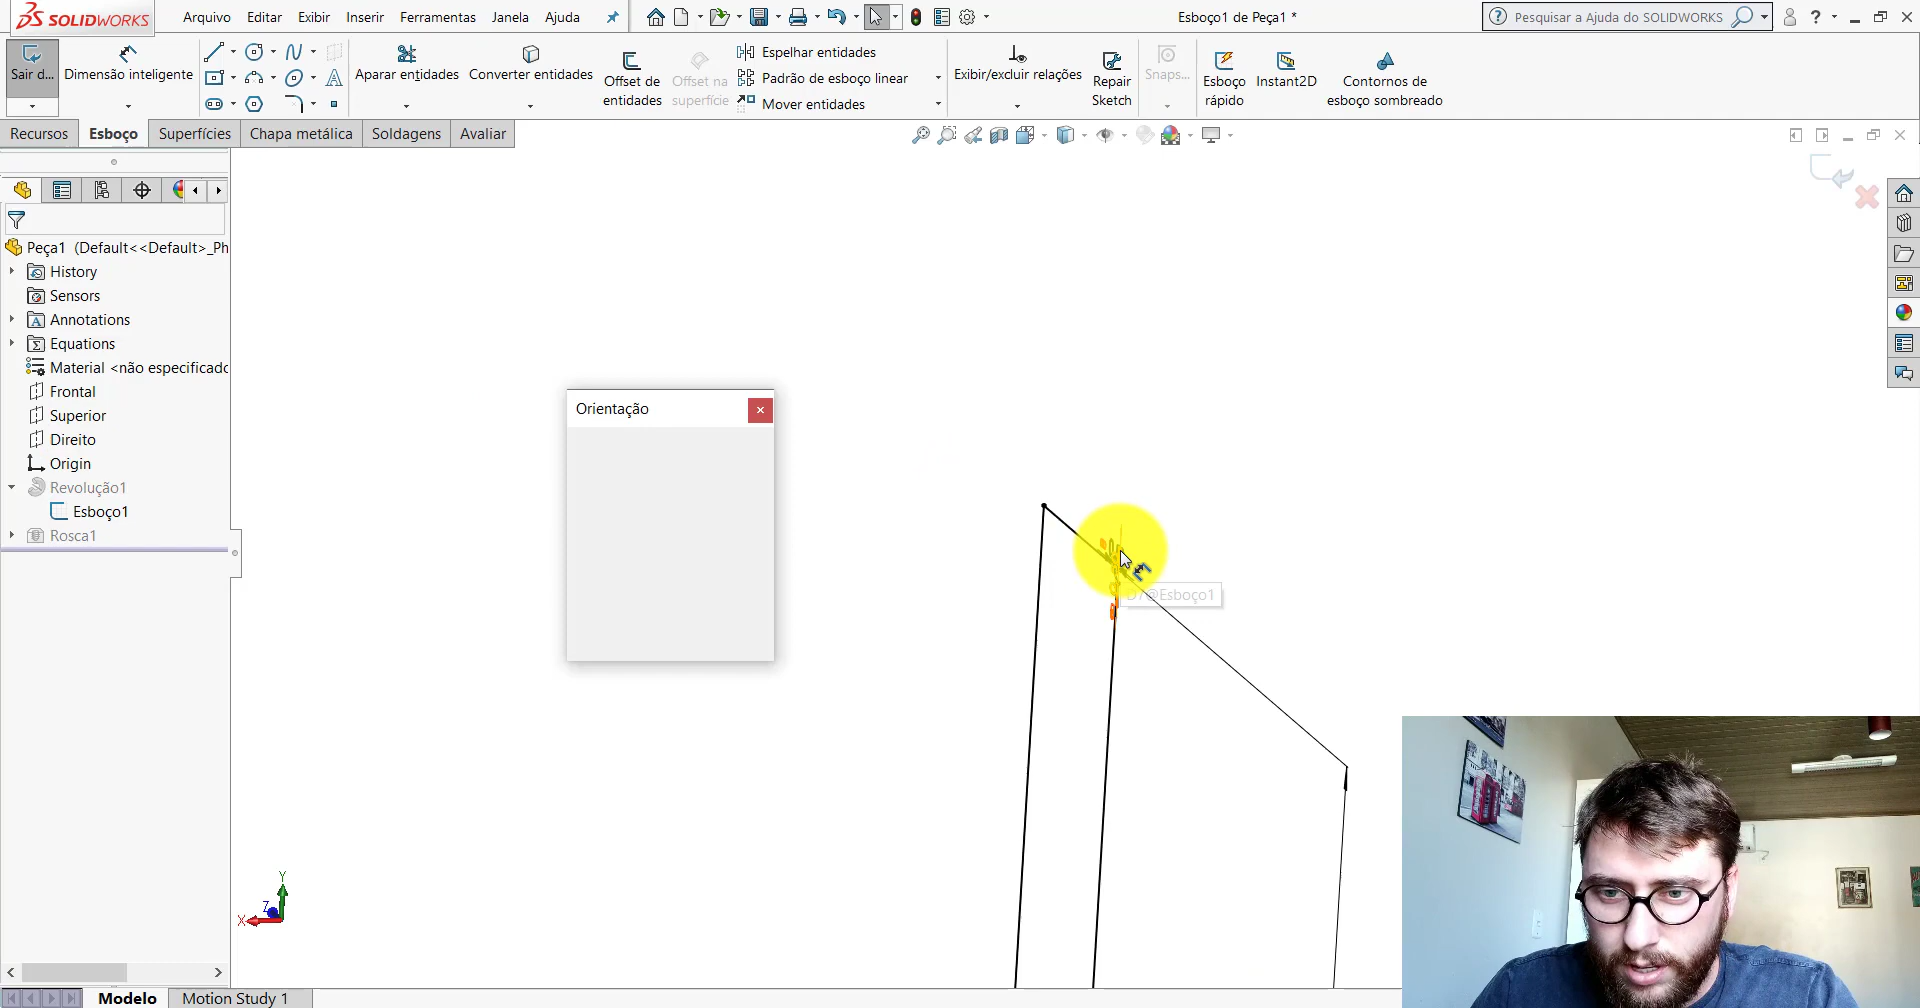 SOLIDWORKS
Arquivo
Editar
Exibir
Inserir
Ferramentas
Janela
Ajuda
Esboço1 de Peça1 *
Pesquisar a Ajuda do SOLIDWORKS
Sair d...
Dimensão inteligente
Aparar entidades
Converter entidades
Offset de
entidades
Offset na
superfície
Espelhar entidades
Padrão de esboço linear
Mover entidades
Exibir/excluir relações
Repair
Sketch
Snaps...
Esboço
rápido
Instant2D
Contornos de
esboço sombreado
Recursos
Esboço
Superfícies
Chapa metálica
Soldagens
Avaliar
Peça1 (Default<<Default>_Ph
History
Sensors
Annotations
Equations
Material <não especificado
Frontal
Superior
Direito
Origin
Revolução1
Esboço1
Rosca1
Orientação
@Esboço1
Y
Z
X
Modelo
Motion Study 1